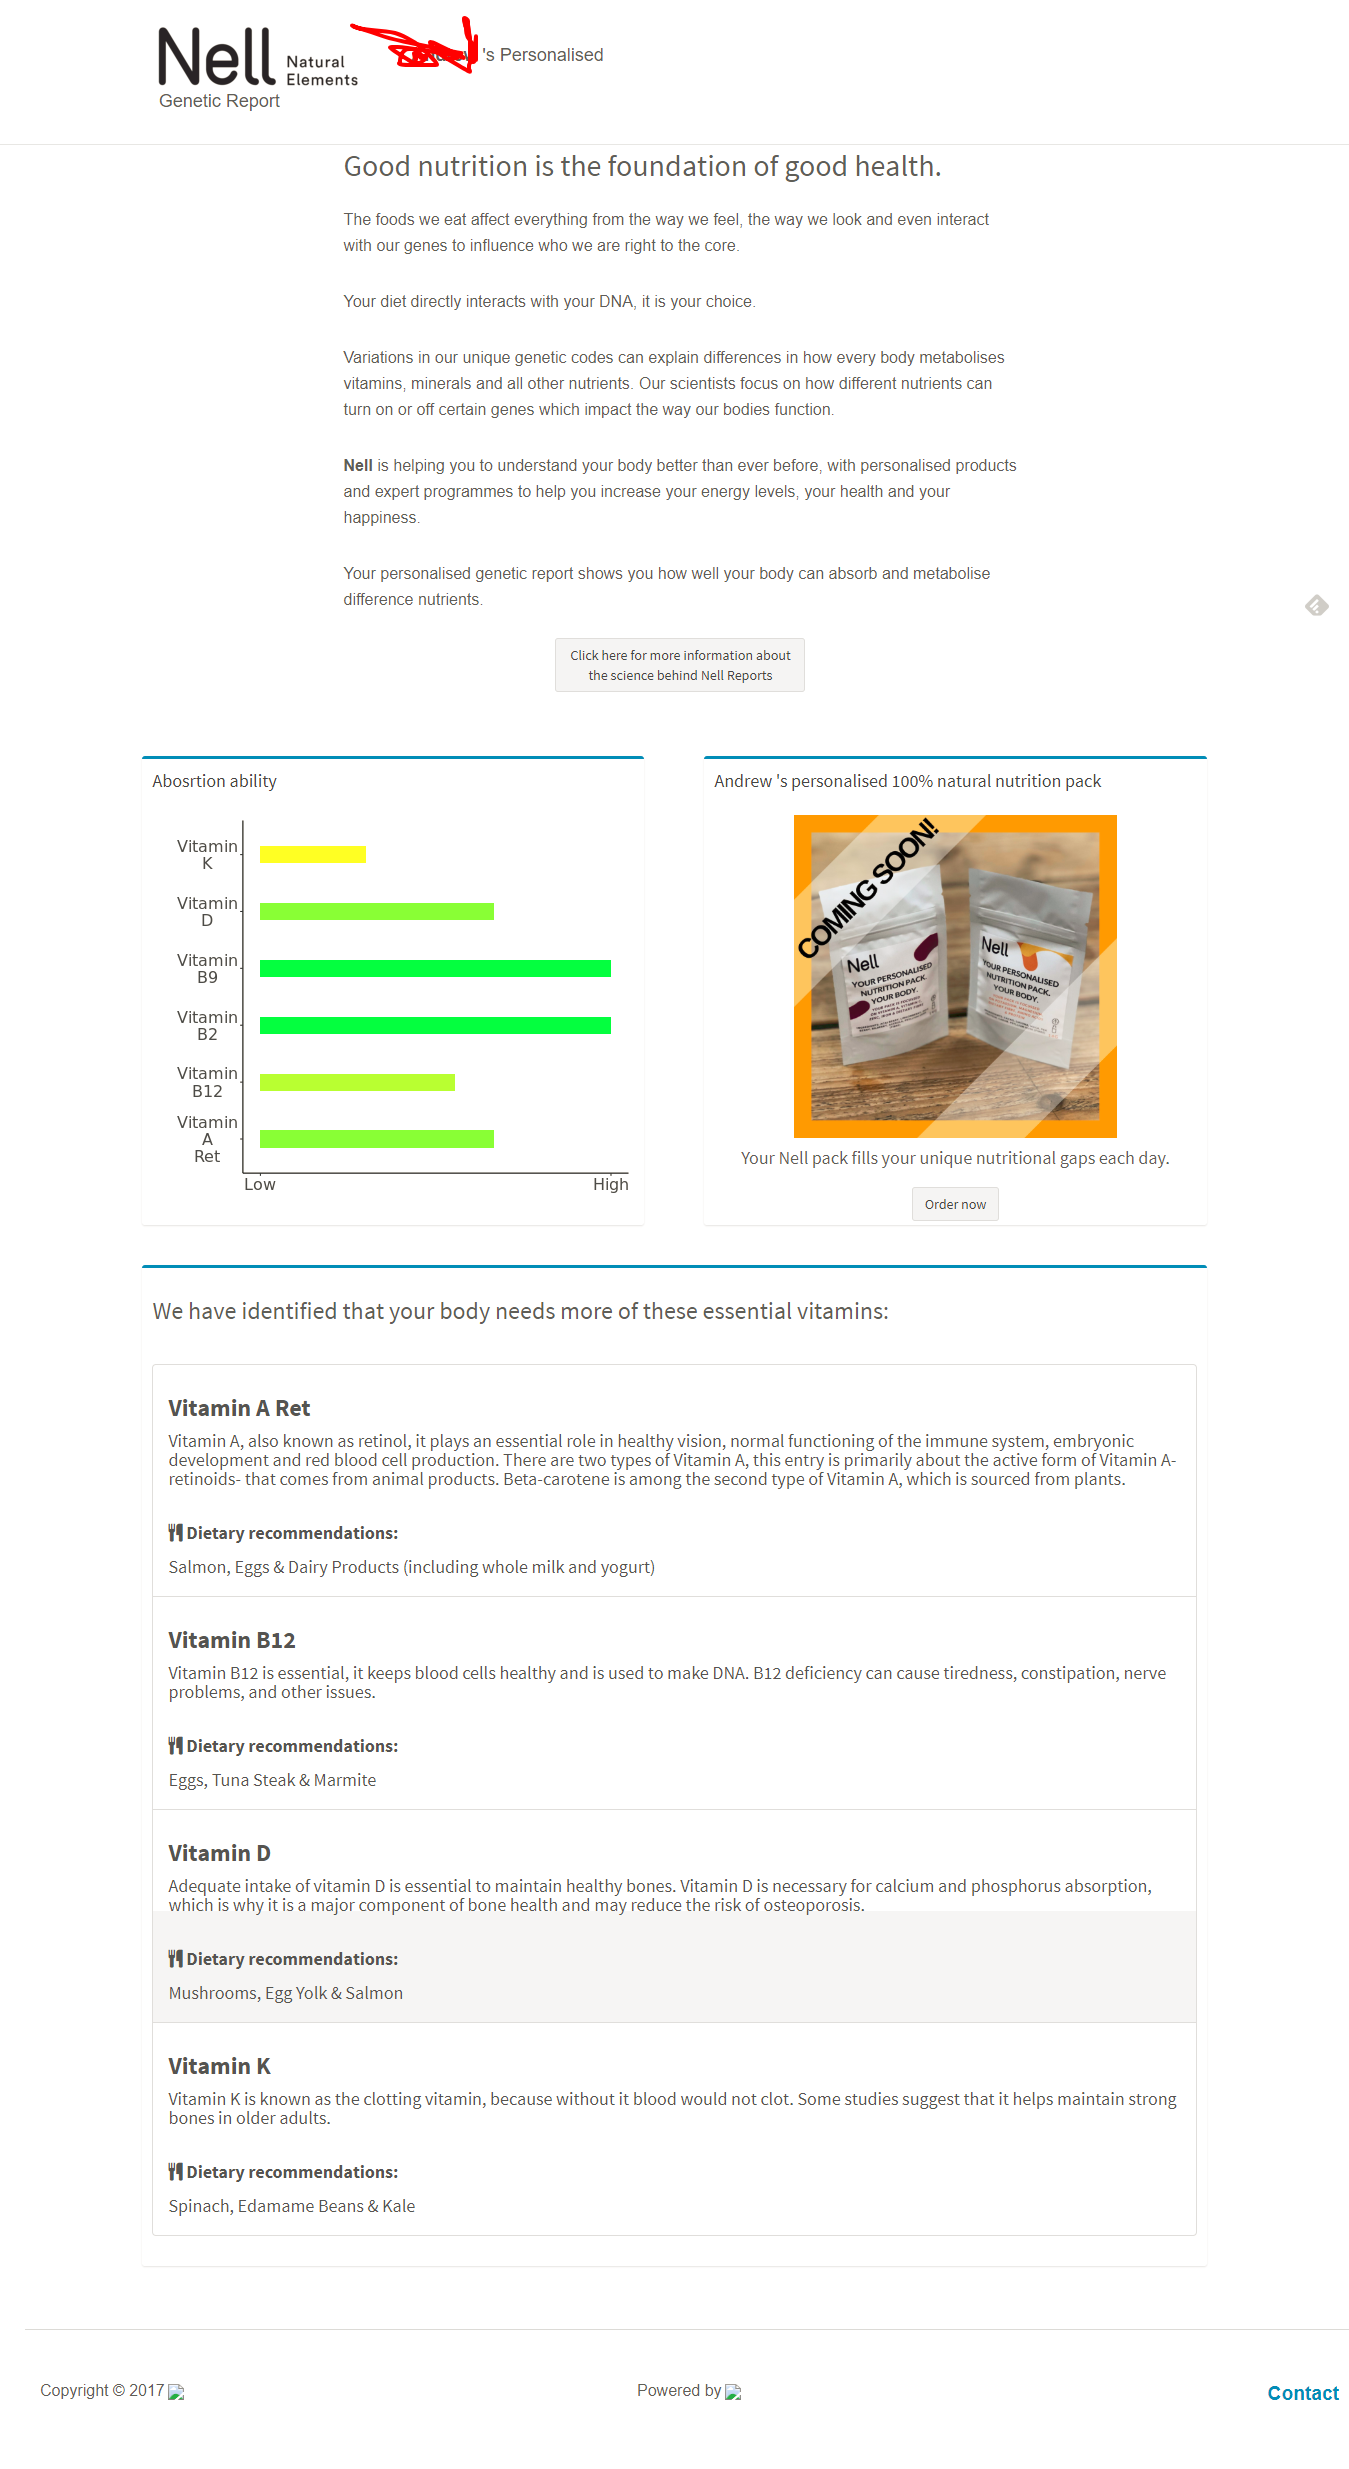 Nell Natural
Elements
's Personalised
Genetic Report
Good nutrition is the foundation of good health.
The foods we eat affect everything from the way we feel, the way we look and even interact
with our genes to influence who we are right to the core.
Your diet directly interacts with your DNA, it is your choice.
Variations in our unique genetic codes can explain differences in how every body metabolises
vitamins, minerals and all other nutrients. Our scientists focus on how different nutrients can
turn on or off certain genes which impact the way our bodies function.
Nell is helping you to understand your body better than ever before, with personalised products
and expert programmes to help you increase your energy levels, your health and your
happiness.
Your personalised genetic report shows you how well your body can absorb and metabolise
difference nutrients.
Click here for more information about
the science behind Nell Reports
Abosrtion ability
Vitamin
K
Vitamin
D
Vitamin
B9
Vitamin
B2
Vitamin
B12
Vitamin
A
Ret
Low High
Andrew 's personalised 100% natural nutrition pack
COMING SOON!
Nell
YOUR PERSONALISED
NUTRITION PACK.
YOUR BODY.
Nell
YOUR PERSONALISED
NUTRITION PACK.
YOUR BODY.
Your Nell pack fills your unique nutritional gaps each day.
Order now
We have identified that your body needs more of these essential vitamins:
Vitamin A Ret
Vitamin A, also known as retinol, it plays an essential role in healthy vision, normal functioning of the immune system, embryonic
development and red blood cell production. There are two types of Vitamin A, this entry is primarily about the active form of Vitamin A-
retinoids- that comes from animal products. Beta-carotene is among the second type of Vitamin A, which is sourced from plants.
Dietary recommendations:
Salmon, Eggs & Dairy Products (including whole milk and yogurt)
Vitamin B12
Vitamin B12 is essential, it keeps blood cells healthy and is used to make DNA. B12 deficiency can cause tiredness, constipation, nerve
problems, and other issues.
Dietary recommendations:
Eggs, Tuna Steak & Marmite
Vitamin D
Adequate intake of vitamin D is essential to maintain healthy bones. Vitamin D is necessary for calcium and phosphorus absorption,
which is why it is a major component of bone health and may reduce the risk of osteoporosis.
Dietary recommendations:
Mushrooms, Egg Yolk & Salmon
Vitamin K
Vitamin K is known as the clotting vitamin, because without it blood would not clot. Some studies suggest that it helps maintain strong
bones in older adults.
Dietary recommendations:
Spinach, Edamame Beans & Kale
Copyright © 2017 Powered by Contact